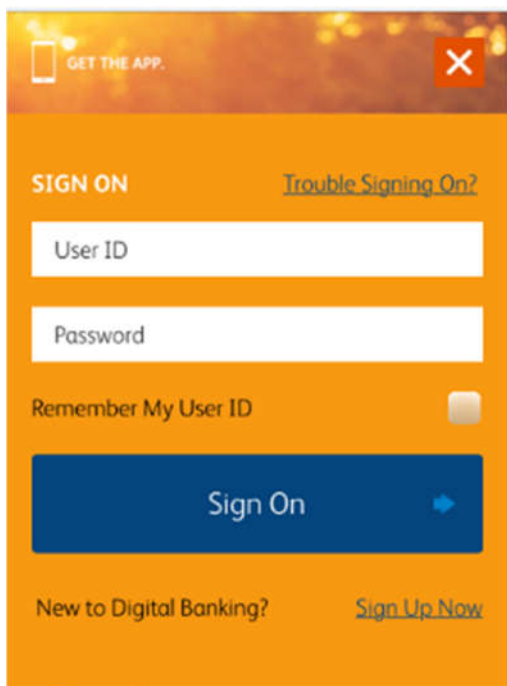 GET THE APP.
SIGN ON Trouble Signing On?
User ID
Password
Remember My User ID
Sign On
New to Digital Banking? Sign Up Now